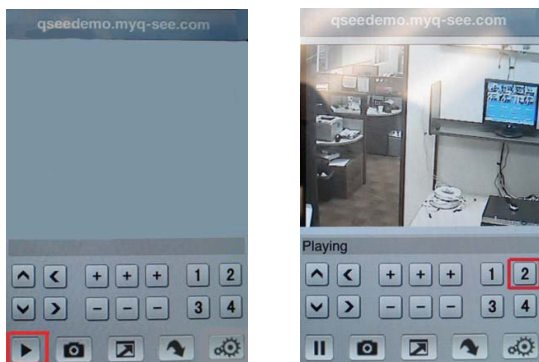 qseedemo.myq-see.com
+ + + 1 2
- - - 3 4
qseedemo.myq-see.com
Playing
+ + + 1 2
- - - 3 4